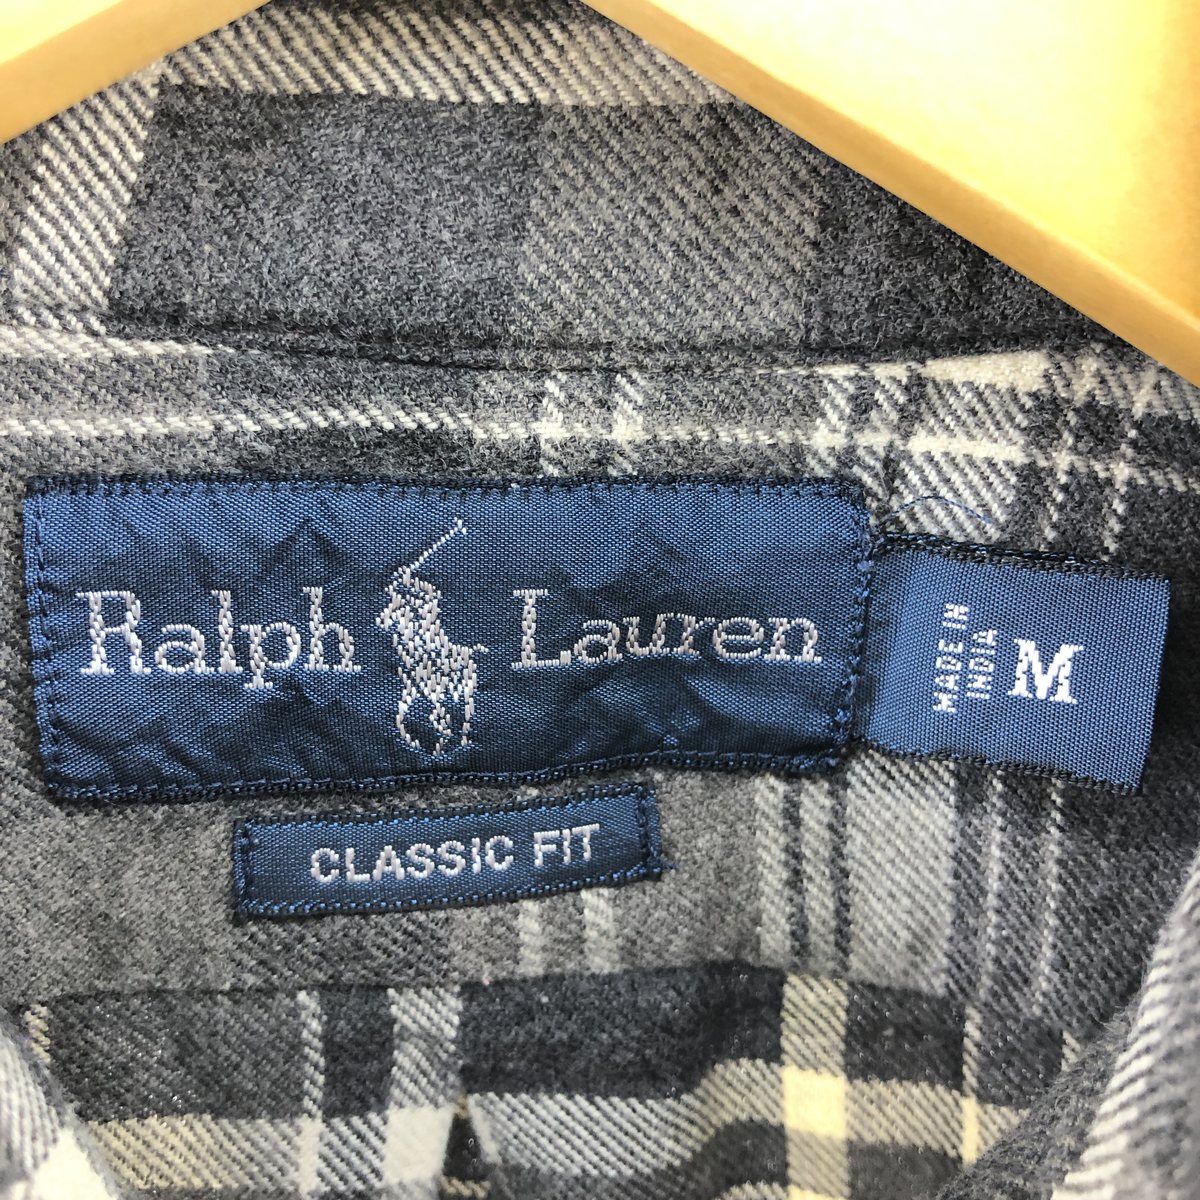 Ralph Lauren
MADE IN
INDIA
M
CLASSIC FIT